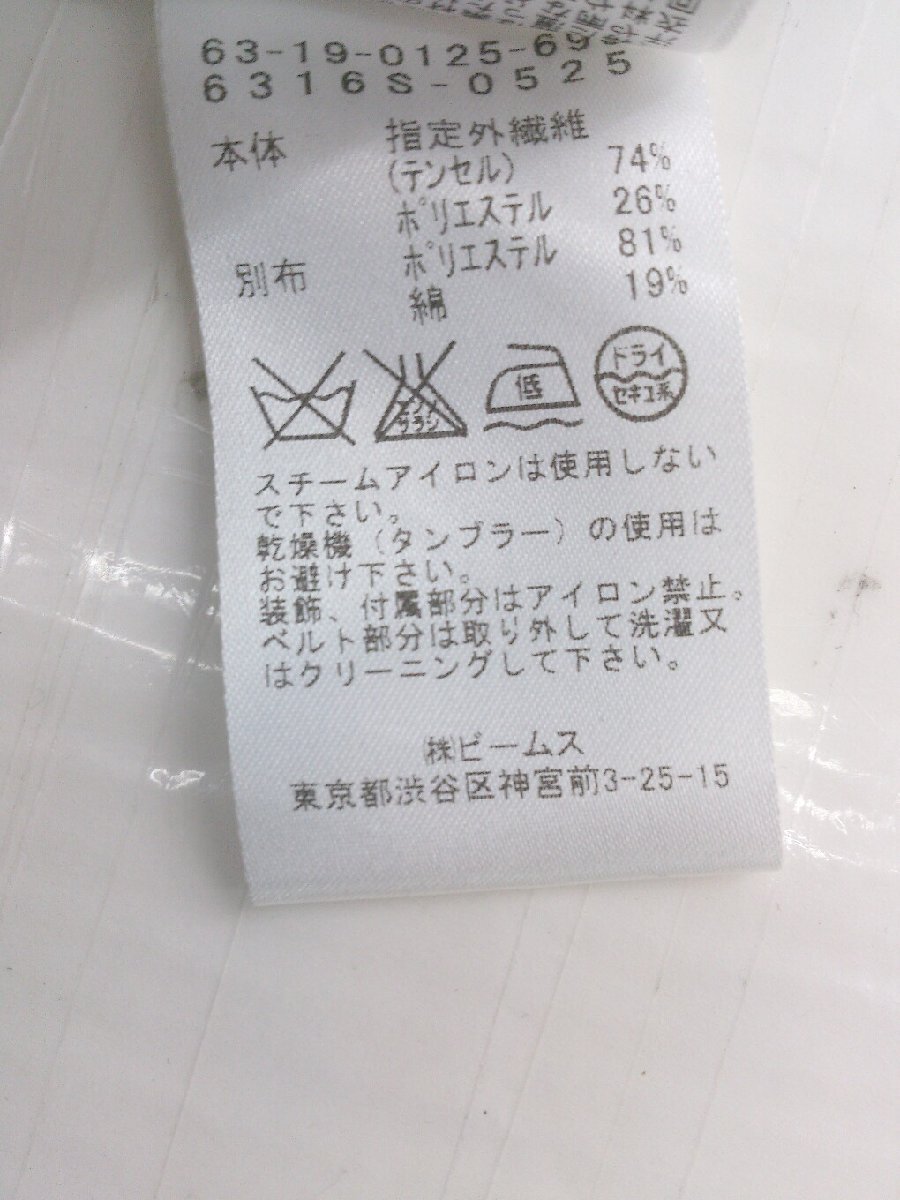 63-19-0125-69
6316S-0525
本体 指定外繊維
(テンセル) 74%
ポリエステル 26%
別布 ポリエステル 81%
綿 19%
エンソ
サラシ
低
ドライ
セキユ系
スチームアイロンは使用しない
で下さい。
乾燥機（タンブラー）の使用は
お避け下さい。
装飾、付属部分はアイロン禁止。
ベルト部分は取り外して洗濯又
はクリーニングして下さい。
㈱ビームス
東京都渋谷区神宮前3-25-15